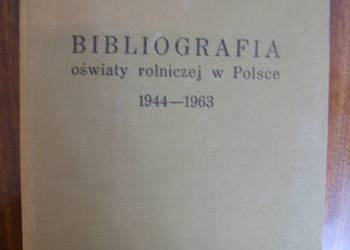 BIBLIOGRAFIA
oświaty rolniczej w Polsce
1944—1963